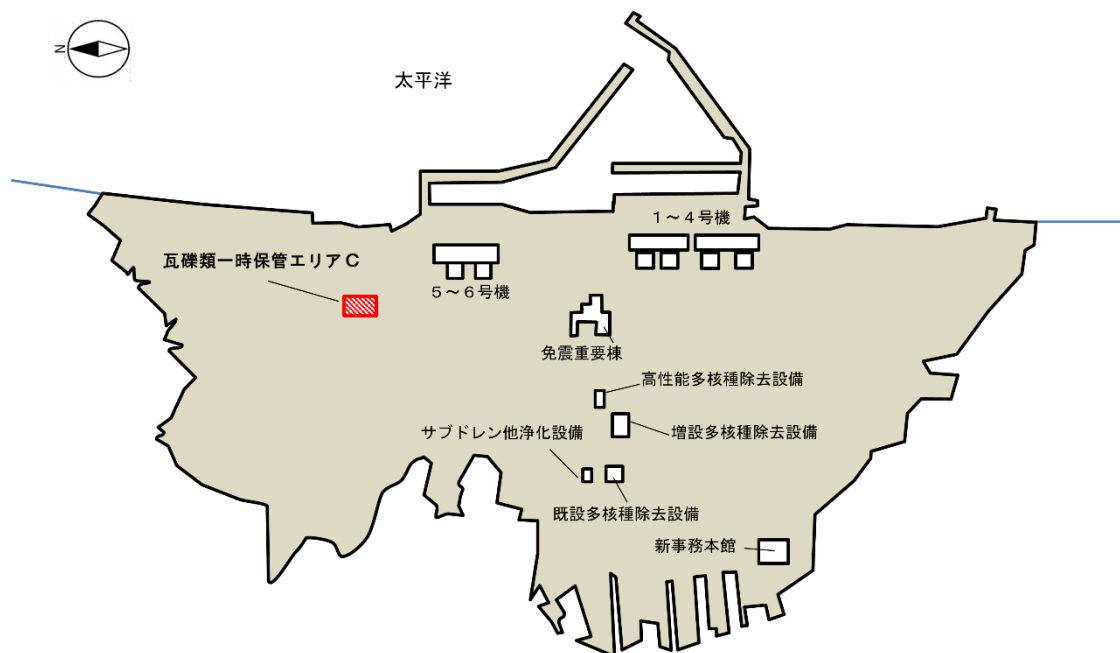 N
太平洋
1～4号機
瓦礫類一時保管エリアC
5～6号機
免震重要棟
高性能多核種除去設備
サブドレン他浄化設備
増設多核種除去設備
既設多核種除去設備
新事務本館